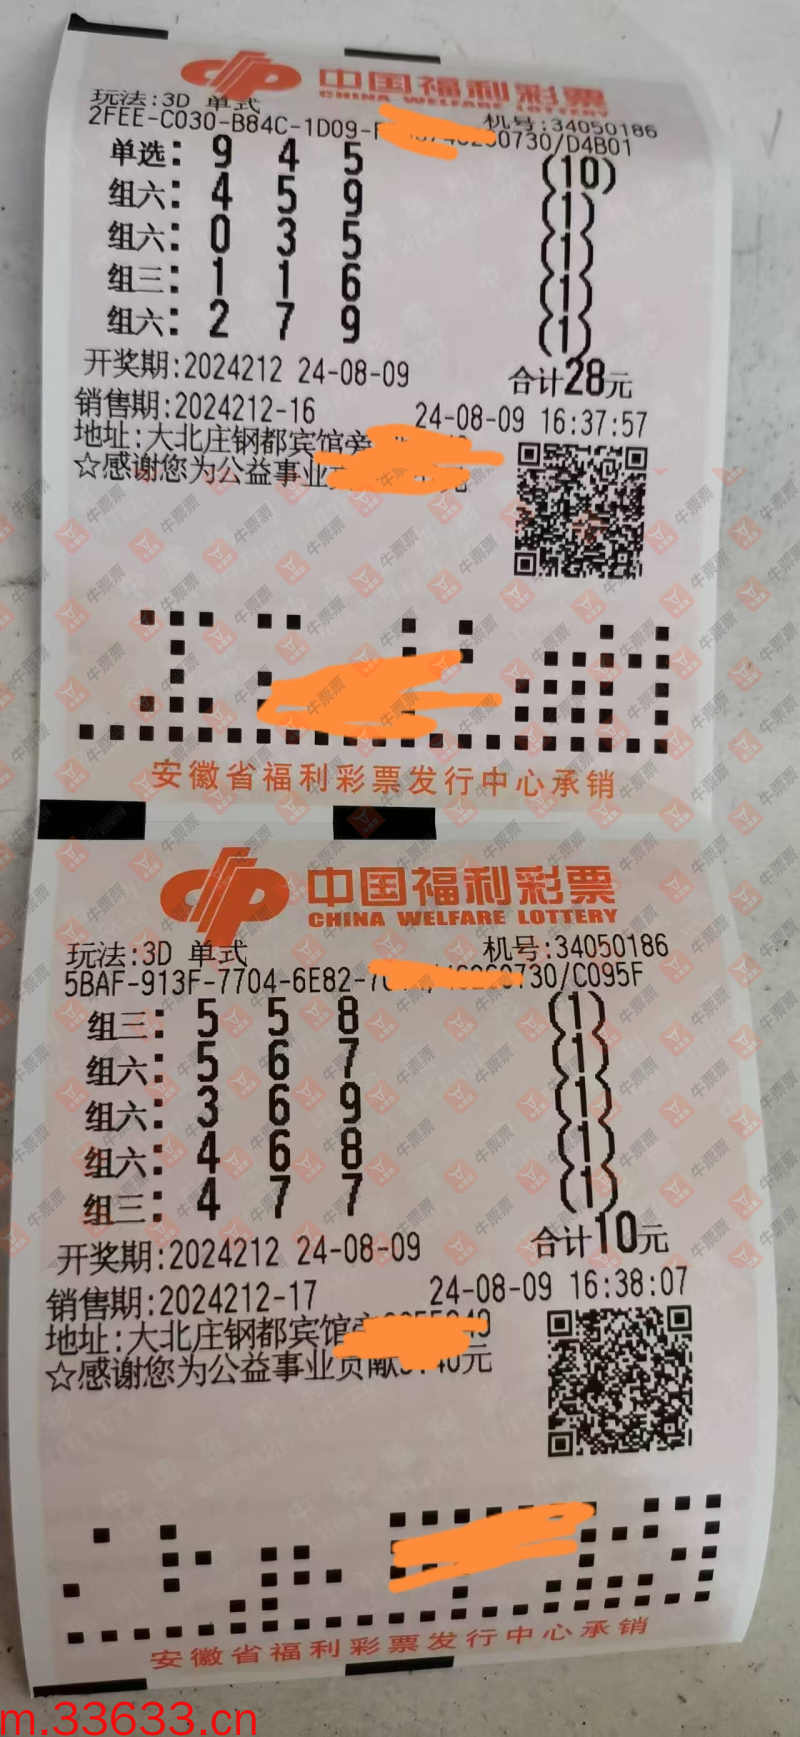 中国福利彩票
CHINA WELFARE LOTTERY
玩法:3D 单式
机号:34050186
2FEE-C030-B84C-1D09-
0730/D4B01
单选: 9 4 5 (10)
组六: 4 5 9 (1)
组六: 0 3 5 (1)
组三: 1 1 6 (1)
组六: 2 7 9 (1)
开奖期:2024212 24-08-09 合计28元
销售期:2024212-16 24-08-09 16:37:57
地址:大北庄钢都宾馆旁
☆感谢您为公益事业
安徽省福利彩票发行中心承销
中国福利彩票
CHINA WELFARE LOTTERY
玩法:3D 单式 机号:34050186
5BAF-913F-7704-6E82-
730/C095F
组三: 5 5 8 (1)
组六: 5 6 7 (1)
组六: 3 6 9 (1)
组六: 4 6 8 (1)
组三: 4 7 7 (1)
开奖期:2024212 24-08-09 合计10元
销售期:2024212-17 24-08-09 16:38:07
地址:大北庄钢都宾馆
☆感谢您为公益事业贡献 元
安徽省福利彩票发行中心承销
牛票票
m.33633.cn